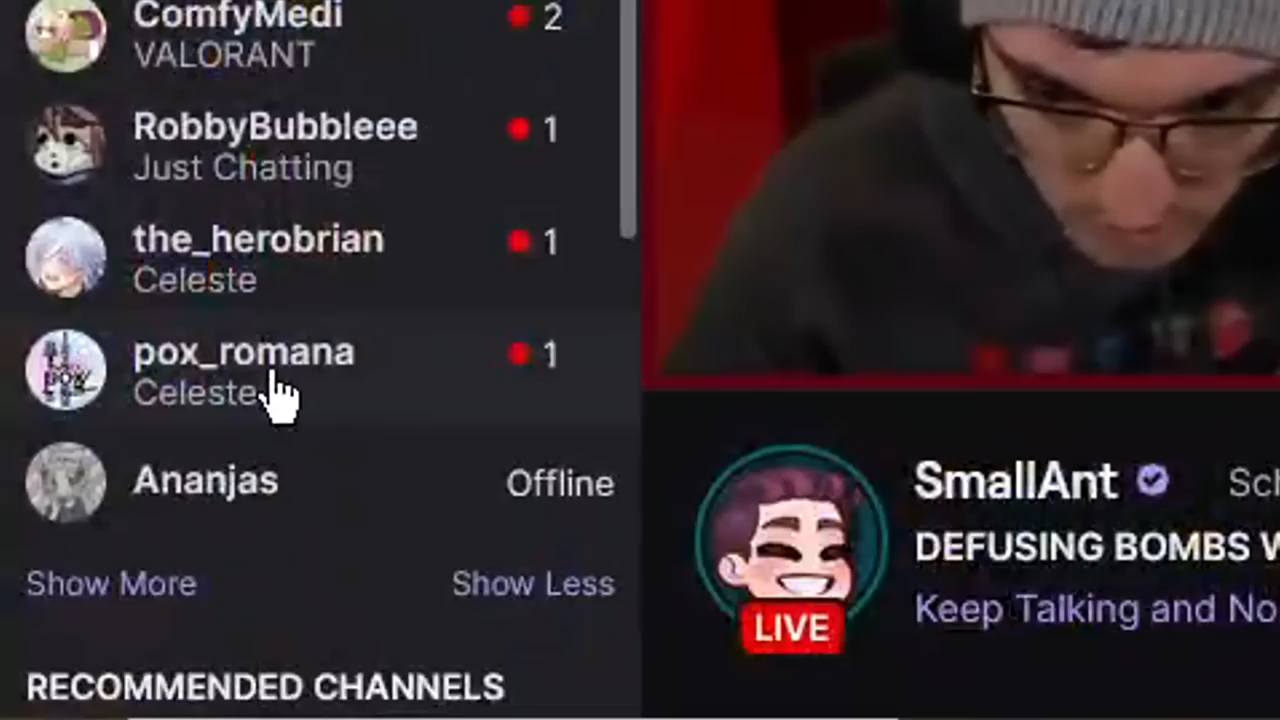 ComfyMedi 2
VALORANT
RobbyBubbleee 1
Just Chatting
the_herobrian 1
Celeste
pox_romana 1
Celeste
Ananjas Offline
Show More Show Less
RECOMMENDED CHANNELS
SmallAnt Sch
DEFUSING BOMBS W
Keep Talking and No
LIVE